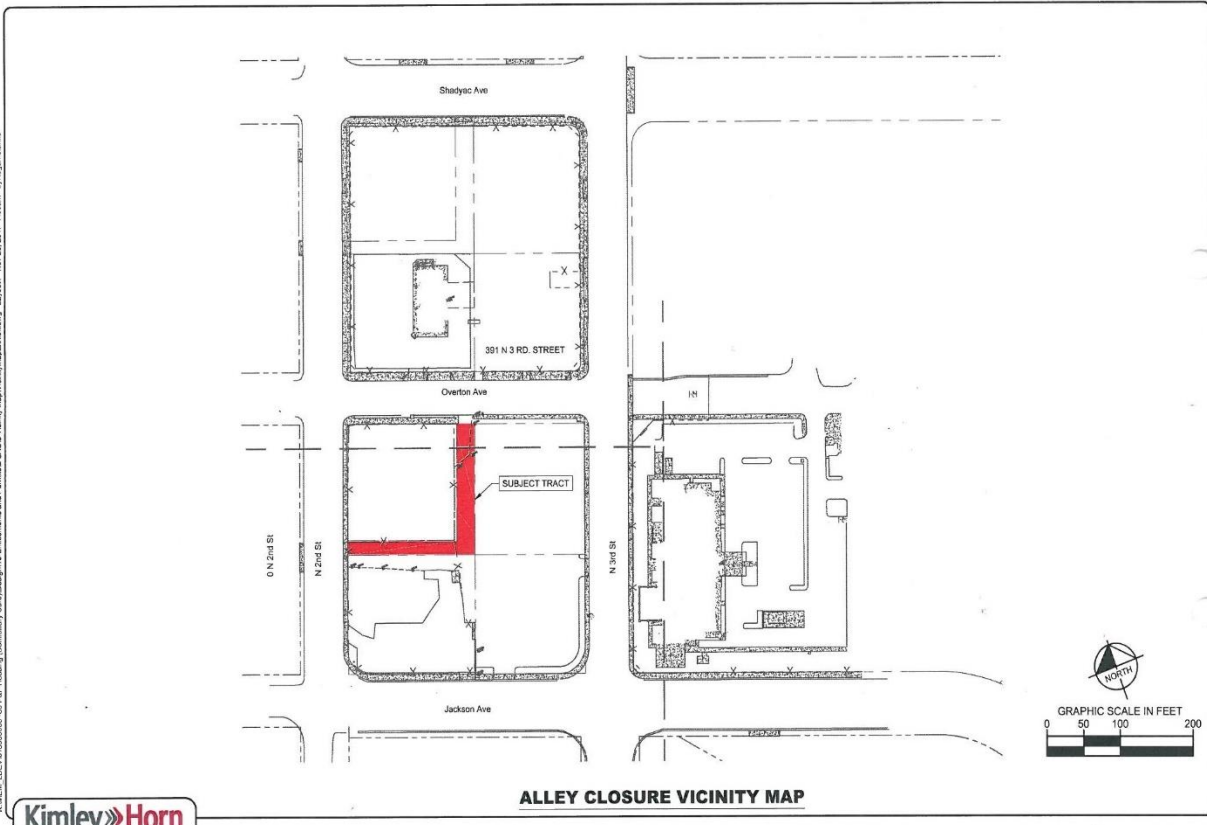 Shadyac Ave
391 N 3 RD. STREET
Overton Ave
SUBJECT TRACT
0 N 2nd St
N 2nd St
N 3rd St
Jackson Ave
NORTH
GRAPHIC SCALE IN FEET
0 50 100 200
ALLEY CLOSURE VICINITY MAP
Kimley»Horn